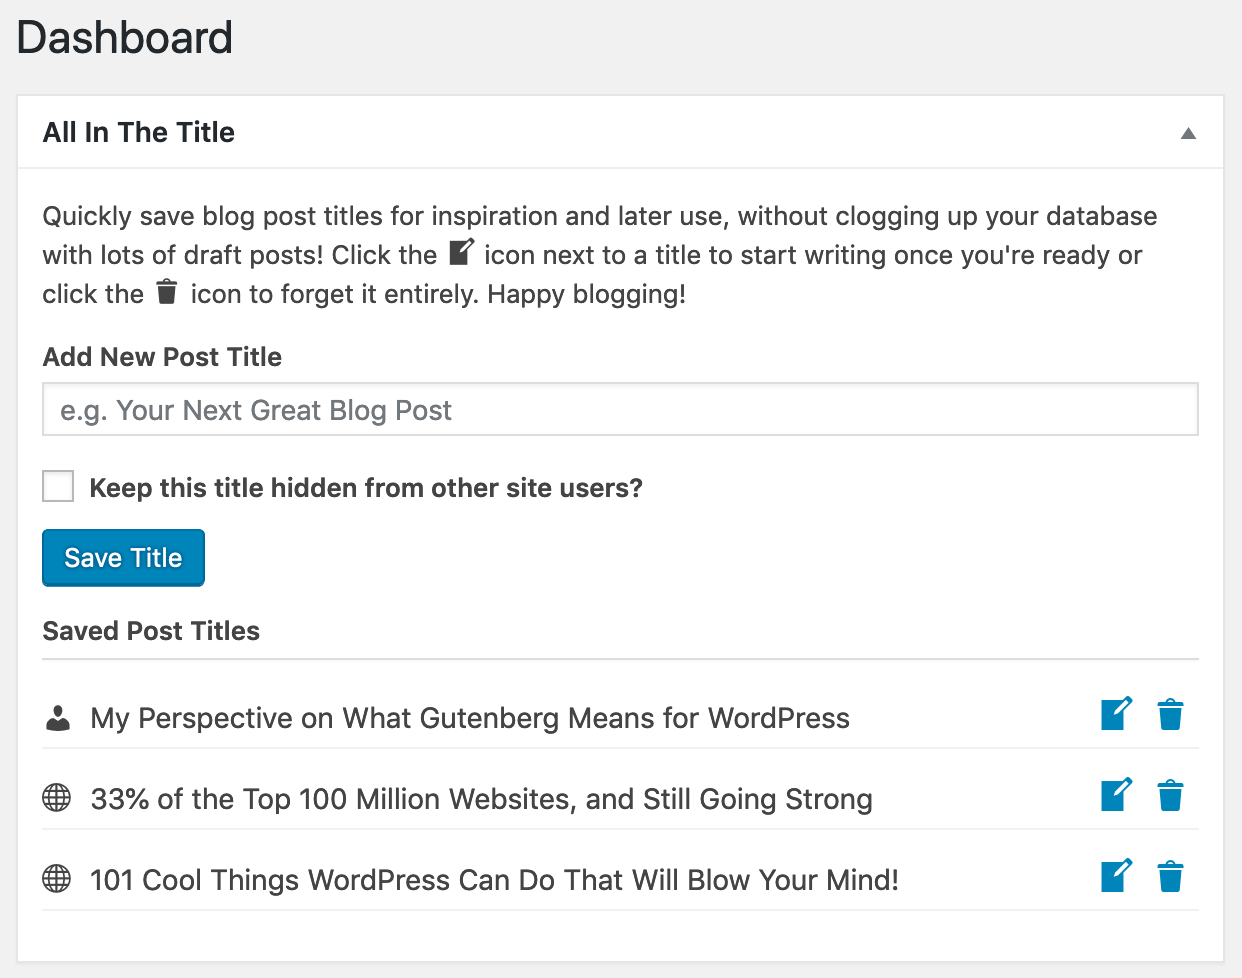 Dashboard
All In The Title
Quickly save blog post titles for inspiration and later use, without clogging up your database
with lots of draft posts! Click the icon next to a title to start writing once you're ready or
click the icon to forget it entirely. Happy blogging!
Add New Post Title
e.g. Your Next Great Blog Post
Keep this title hidden from other site users?
Save Title
Saved Post Titles
My Perspective on What Gutenberg Means for WordPress
33% of the Top 100 Million Websites, and Still Going Strong
101 Cool Things WordPress Can Do That Will Blow Your Mind!